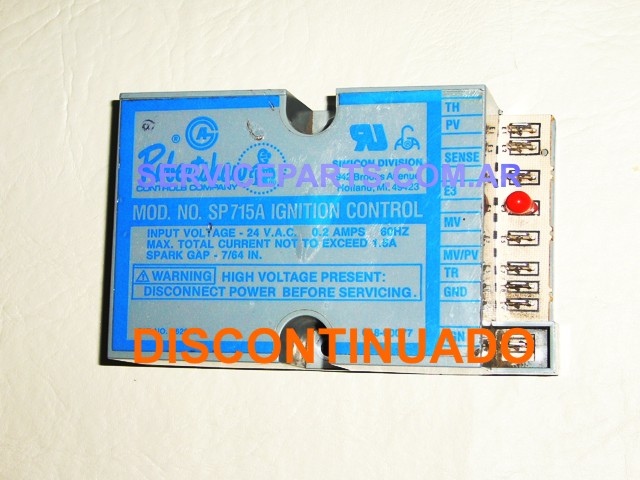 TH
PV
SENSE
SERVICEPARTS.COM.AR
CONTROLS COMPANY
DIVISION
Holland, MI. 49423
E3
MOD. NO. SP715A IGNITION CONTROL
MV
INPUT VOLTAGE - 24 V.A.C. 0.2 AMPS 60HZ
MAX. TOTAL CURRENT NOT TO EXCEED 1.5A
SPARK GAP - 7/64 IN.
MV/PV
TR
GND
WARNING HIGH VOLTAGE PRESENT:
DISCONNECT POWER BEFORE SERVICING.
DISCONTINUADO